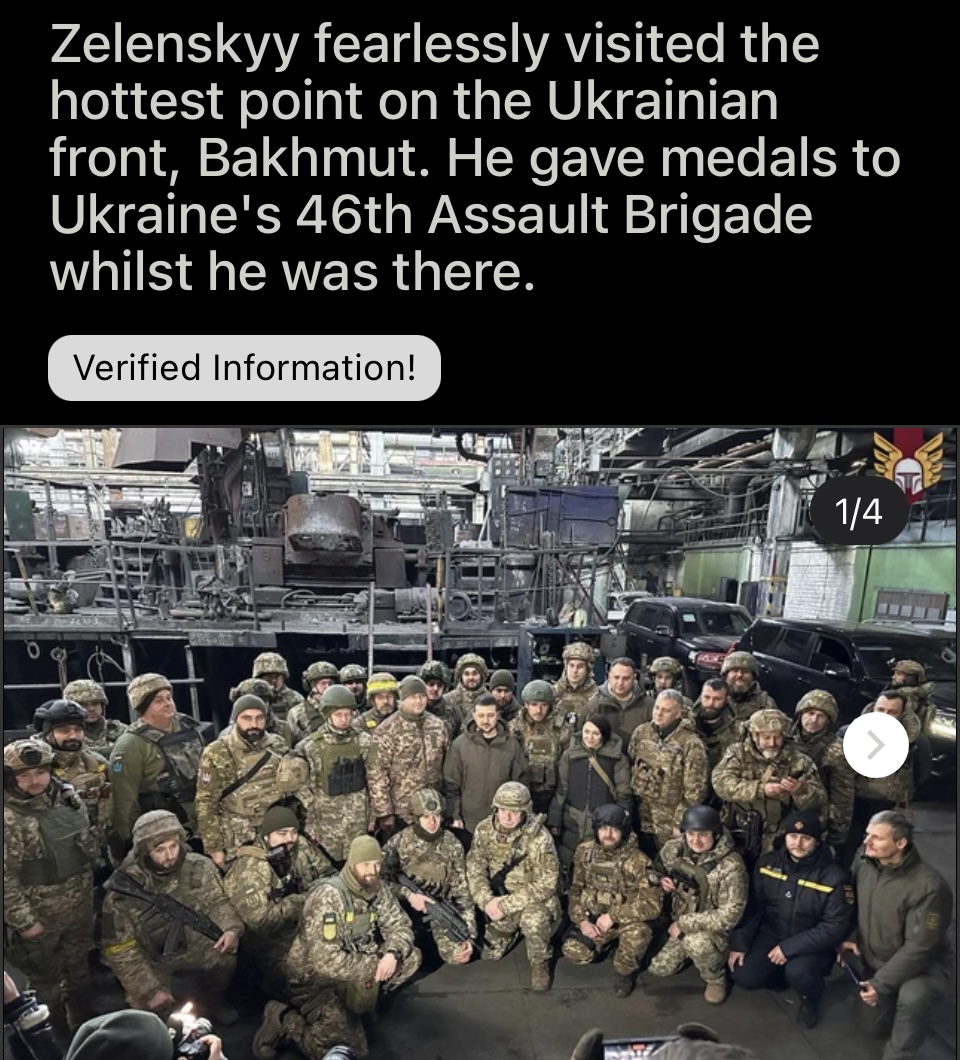 Zelenskyy fearlessly visited the
hottest point on the Ukrainian
front, Bakhmut. He gave medals to
Ukraine's 46th Assault Brigade
whilst he was there.
Verified Information!
1/4